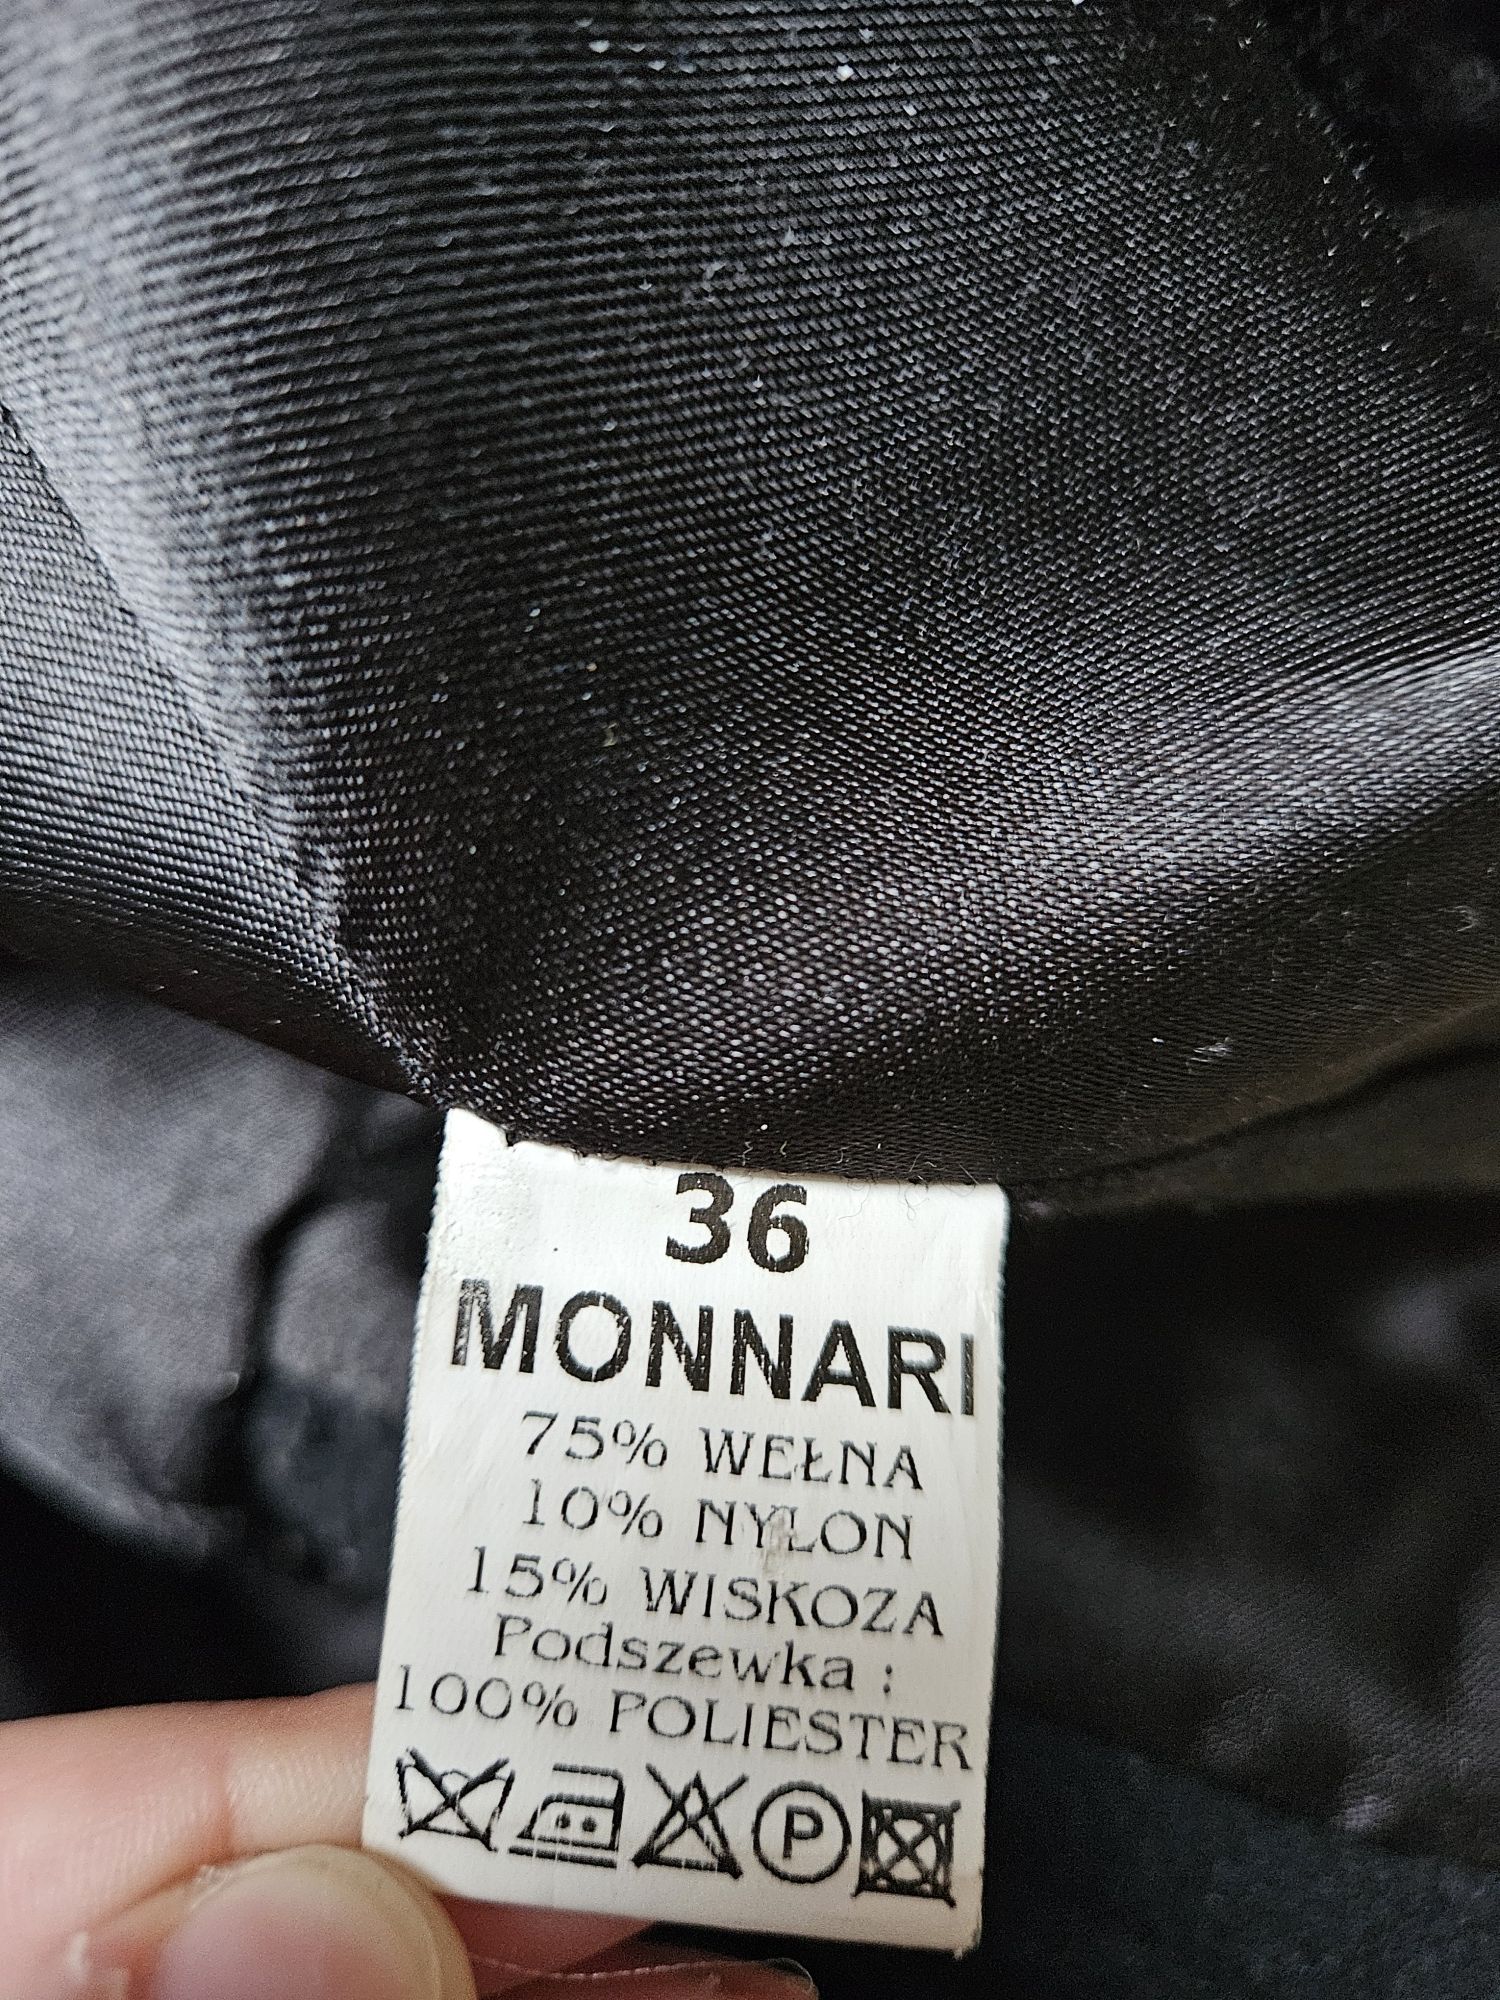 36
MONNARI
75% WEŁNA
10% NYLON
15% WISKOZA
Podszewka :
100% POLIESTER
P